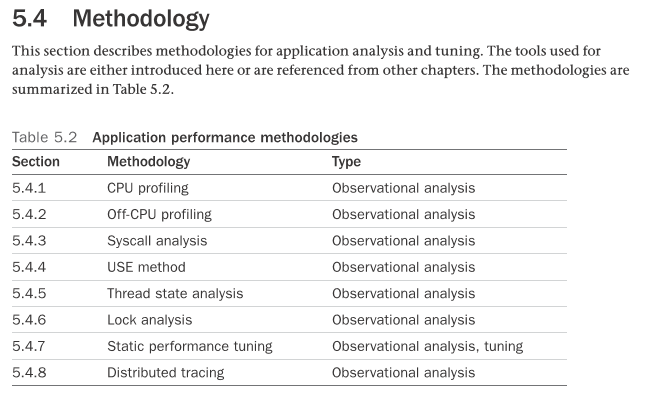 5.4 Methodology
This section describes methodologies for application analysis and tuning. The tools used for
analysis are either introduced here or are referenced from other chapters. The methodologies are
summarized in Table 5.2.
Table 5.2 Application performance methodologies
Section Methodology Type
5.4.1 CPU profiling Observational analysis
5.4.2 Off-CPU profiling Observational analysis
5.4.3 Syscall analysis Observational analysis
5.4.4 USE method Observational analysis
5.4.5 Thread state analysis Observational analysis
5.4.6 Lock analysis Observational analysis
5.4.7 Static performance tuning Observational analysis, tuning
5.4.8 Distributed tracing Observational analysis